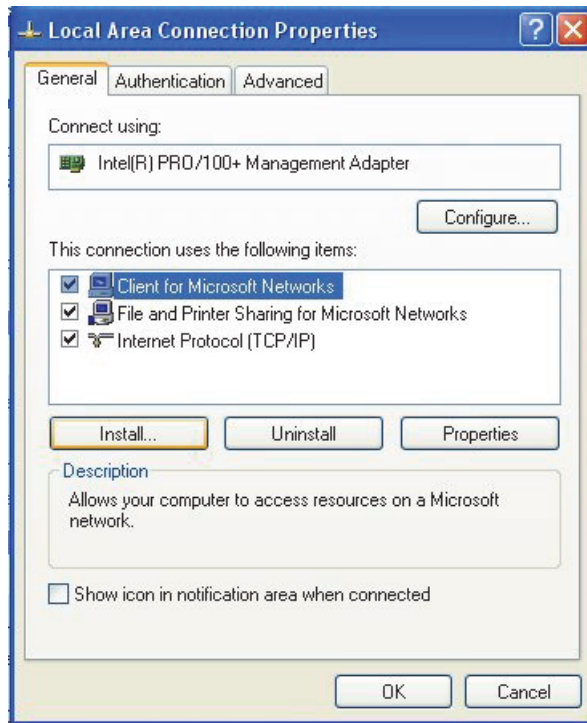 Local Area Connection Properties
General Authentication Advanced
Connect using:
Intel(R) PRO/100+ Management Adapter
Configure...
This connection uses the following items:
Client for Microsoft Networks
File and Printer Sharing for Microsoft Networks
Internet Protocol (TCP/IP)
Install... Uninstall Properties
Description
Allows your computer to access resources on a Microsoft
network.
Show icon in notification area when connected
OK Cancel